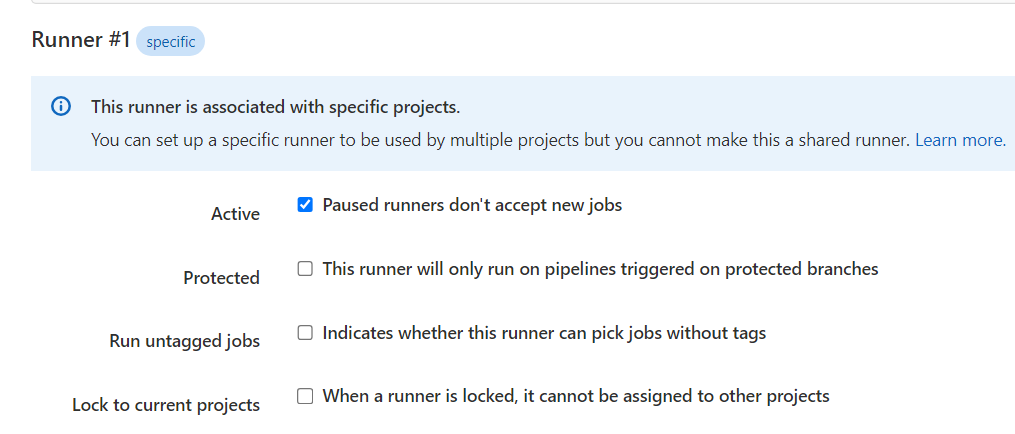 Runner #1 specific
This runner is associated with specific projects.
You can set up a specific runner to be used by multiple projects but you cannot make this a shared runner. Learn more.
Active Paused runners don't accept new jobs
Protected This runner will only run on pipelines triggered on protected branches
Run untagged jobs Indicates whether this runner can pick jobs without tags
Lock to current projects When a runner is locked, it cannot be assigned to other projects